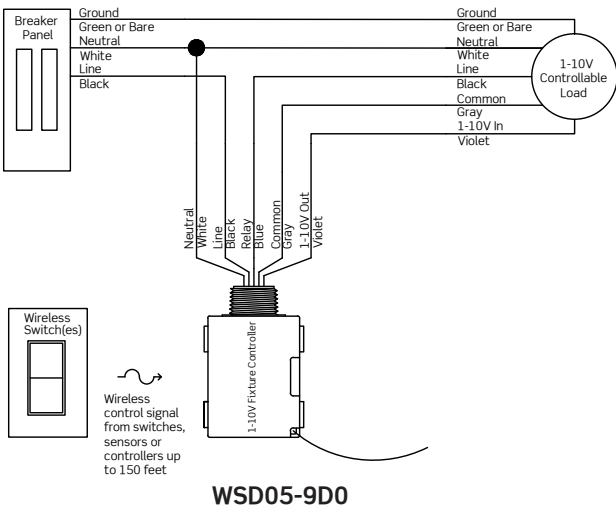 Breaker
Panel
Ground
Green or Bare
Neutral
White
Line
Black
Ground
Green or Bare
Neutral
White
Line
Black
Common
Gray
1-10V In
Violet
1-10V
Controllable
Load
Neutral
White
Line
Black
Relay
Blue
Common
Gray
1-10V Out
Violet
Wireless
Switch(es)
Wireless
control signal
from switches,
sensors or
controllers up
to 150 feet
1-10V Fixture Controller
WSD05-9D0